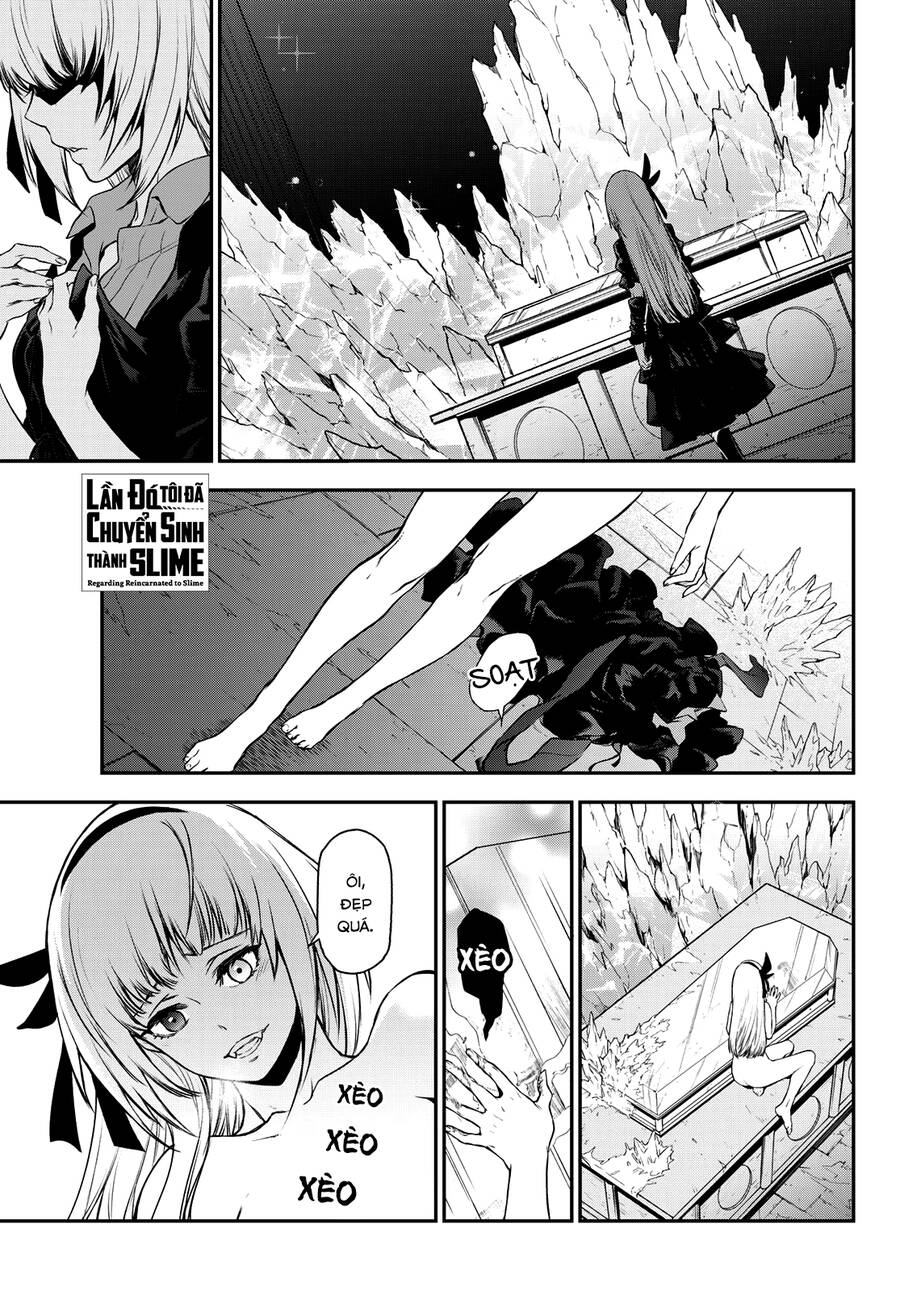 LẦN ĐÓ TÔI ĐÃ
CHUYỂN SINH
THÀNH SLIME
Regarding Reincarnated to Slime
SOẠT
XÈO
ÔI,
ĐẸP
QUÁ.
XÈO
XÈO
XÈO